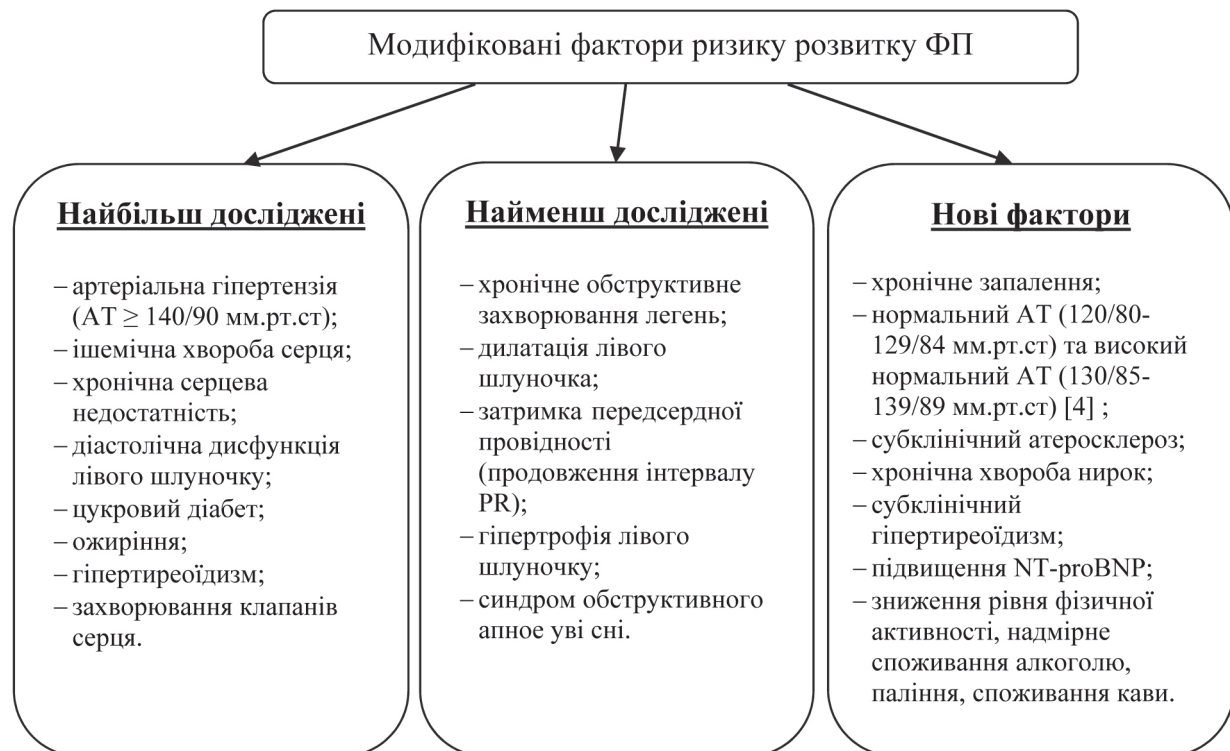 Модифіковані фактори ризику розвитку ФП
Найбільш досліджені
– артеріальна гіпертензія
(АТ ≥ 140/90 мм.рт.ст);
– ішемічна хвороба серця;
– хронічна серцева
недостатність;
– діастолічна дисфункція
лівого шлуночку;
– цукровий діабет;
– ожиріння;
– гіпертиреоїдизм;
– захворювання клапанів
серця.
Найменш досліджені
– хронічне обструктивне
захворювання легень;
– дилатація лівого
шлуночка;
– затримка передсердної
провідності
(продовження інтервалу
PR);
– гіпертрофія лівого
шлуночку;
– синдром обструктивного
апное уві сні.
Нові фактори
– хронічне запалення;
– нормальний АТ (120/80-
129/84 мм.рт.ст) та високий
нормальний АТ (130/85-
139/89 мм.рт.ст) [4] ;
– субклінічний атеросклероз;
– хронічна хвороба нирок;
– субклінічний
гіпертиреоїдизм;
– підвищення NT-proBNP;
– зниження рівня фізичної
активності, надмірне
споживання алкоголю,
паління, споживання кави.